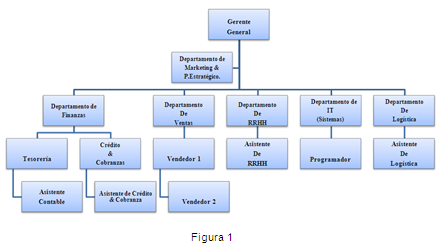 Gerente
General
Departamento de
Marketing &
P.Estratégico.
Departamento de
Finanzas
Departamento
De
Ventas
Departamento
De
RRHH
Departamento de
IT
(Sistemas)
Departamento
De
Logística
Tesorería
Crédito
&
Cobranzas
Vendedor 1
Asistente
De
RRHH
Programador
Asistente
De
Logística
Asistente
Contable
Asistente de Crédito
& Cobranza
Vendedor 2
Figura 1